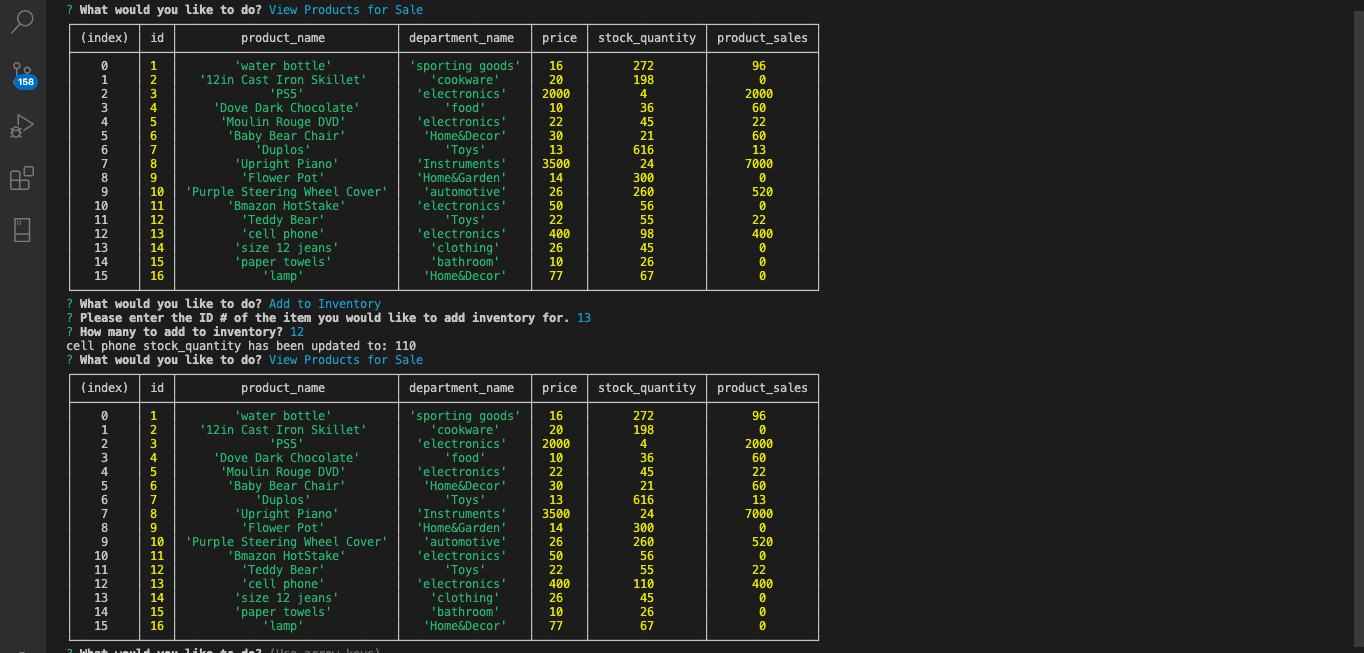 ? What would you like to do? View Products for Sale
(index) id product_name department_name price stock_quantity product_sales
0 1 'water bottle' 'sporting goods' 16 272 96
1 2 '12in Cast Iron Skillet' 'cookware' 20 198 0
2 3 'PS5' 'electronics' 2000 4 2000
3 4 'Dove Dark Chocolate' 'food' 10 36 60
4 5 'Moulin Rouge DVD' 'electronics' 22 45 22
5 6 'Baby Bear Chair' 'Home&Decor' 30 21 60
6 7 'Duplos' 'Toys' 13 616 13
7 8 'Upright Piano' 'Instruments' 3500 24 7000
8 9 'Flower Pot' 'Home&Garden' 14 300 0
9 10 'Purple Steering Wheel Cover' 'automotive' 26 260 520
10 11 'Bmazon HotStake' 'electronics' 50 56 0
11 12 'Teddy Bear' 'Toys' 22 55 22
12 13 'cell phone' 'electronics' 400 98 400
13 14 'size 12 jeans' 'clothing' 26 45 0
14 15 'paper towels' 'bathroom' 10 26 0
15 16 'lamp' 'Home&Decor' 77 67 0
? What would you like to do? Add to Inventory
? Please enter the ID # of the item you would like to add inventory for. 13
? How many to add to inventory? 12
cell phone stock_quantity has been updated to: 110
? What would you like to do? View Products for Sale
(index) id product_name department_name price stock_quantity product_sales
0 1 'water bottle' 'sporting goods' 16 272 96
1 2 '12in Cast Iron Skillet' 'cookware' 20 198 0
2 3 'PS5' 'electronics' 2000 4 2000
3 4 'Dove Dark Chocolate' 'food' 10 36 60
4 5 'Moulin Rouge DVD' 'electronics' 22 45 22
5 6 'Baby Bear Chair' 'Home&Decor' 30 21 60
6 7 'Duplos' 'Toys' 13 616 13
7 8 'Upright Piano' 'Instruments' 3500 24 7000
8 9 'Flower Pot' 'Home&Garden' 14 300 0
9 10 'Purple Steering Wheel Cover' 'automotive' 26 260 520
10 11 'Bmazon HotStake' 'electronics' 50 56 0
11 12 'Teddy Bear' 'Toys' 22 55 22
12 13 'cell phone' 'electronics' 400 110 400
13 14 'size 12 jeans' 'clothing' 26 45 0
14 15 'paper towels' 'bathroom' 10 26 0
15 16 'lamp' 'Home&Decor' 77 67 0
? What would you like to do? (Use arrow keys)
158